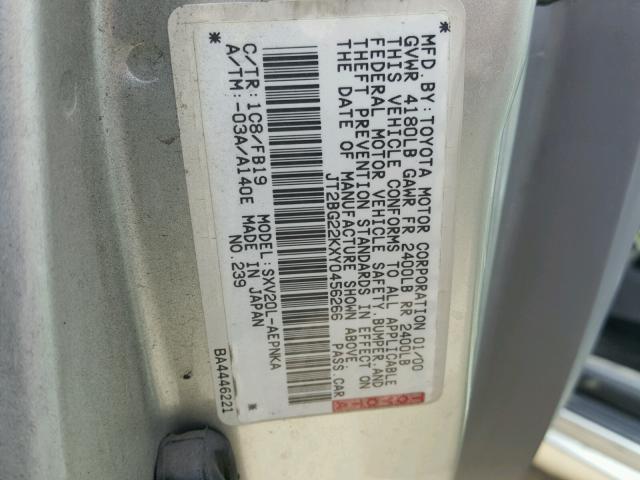 MFD. BY: TOYOTA MOTOR CORPORATION 01/00
GVWR 4180LB GAWR FR 2400LB RR 2400LB
THIS VEHICLE CONFORMS TO ALL APPLICABLE
FEDERAL MOTOR VEHICLE SAFETY, BUMPER, AND
THEFT PREVENTION STANDARDS IN EFFECT ON
THE DATE OF MANUFACTURE SHOWN ABOVE.
JT2BG22KXY0456266 PASS. CAR
TOYOTA
* *
C/TR: 1C8/FB19 MODEL: SXV20L-AEPNKA
A/TM: -03A/A140E MADE IN JAPAN
* NO. 239 *
BA4446221